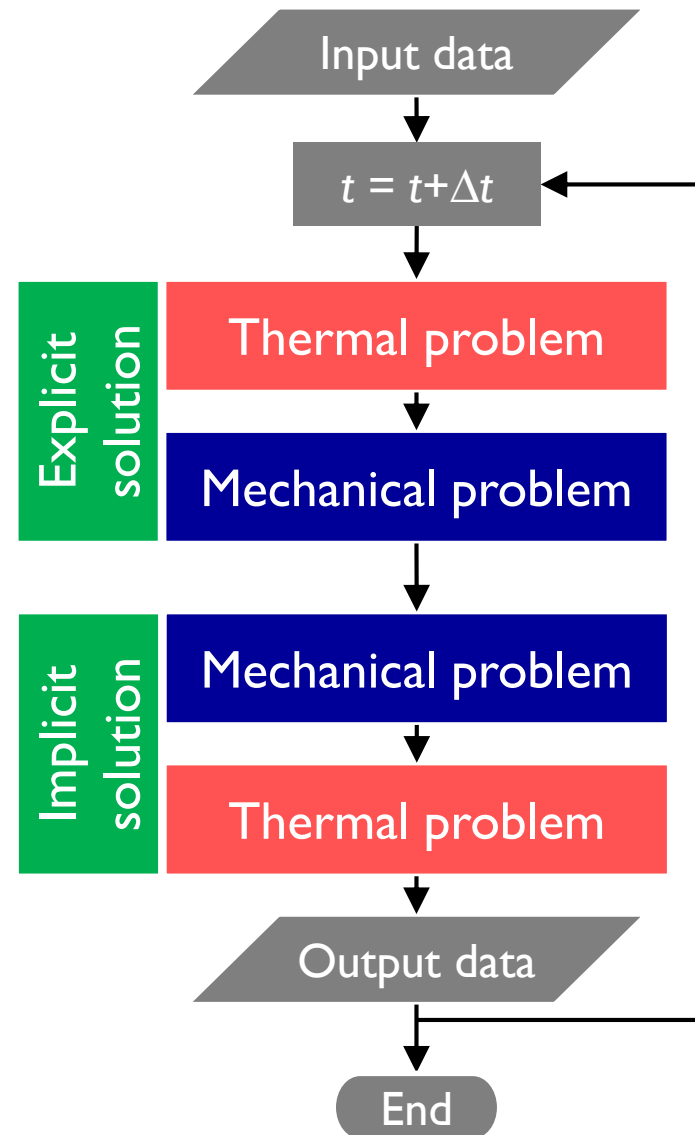 Input data
t = t+Δt
Explicit
solution
Thermal problem
Mechanical problem
Implicit
solution
Mechanical problem
Thermal problem
Output data
End